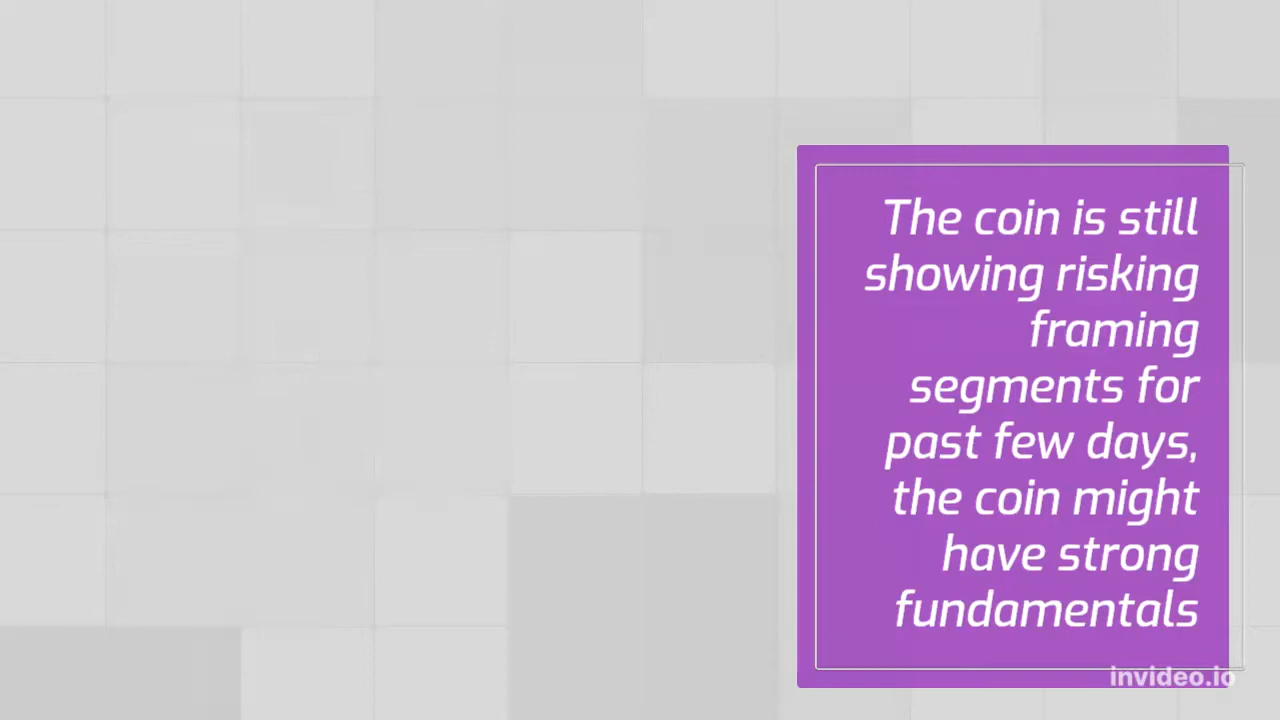 The coin is still
showing risking
framing
segments for
past few days,
the coin might
have strong
fundamentals
invideo.io